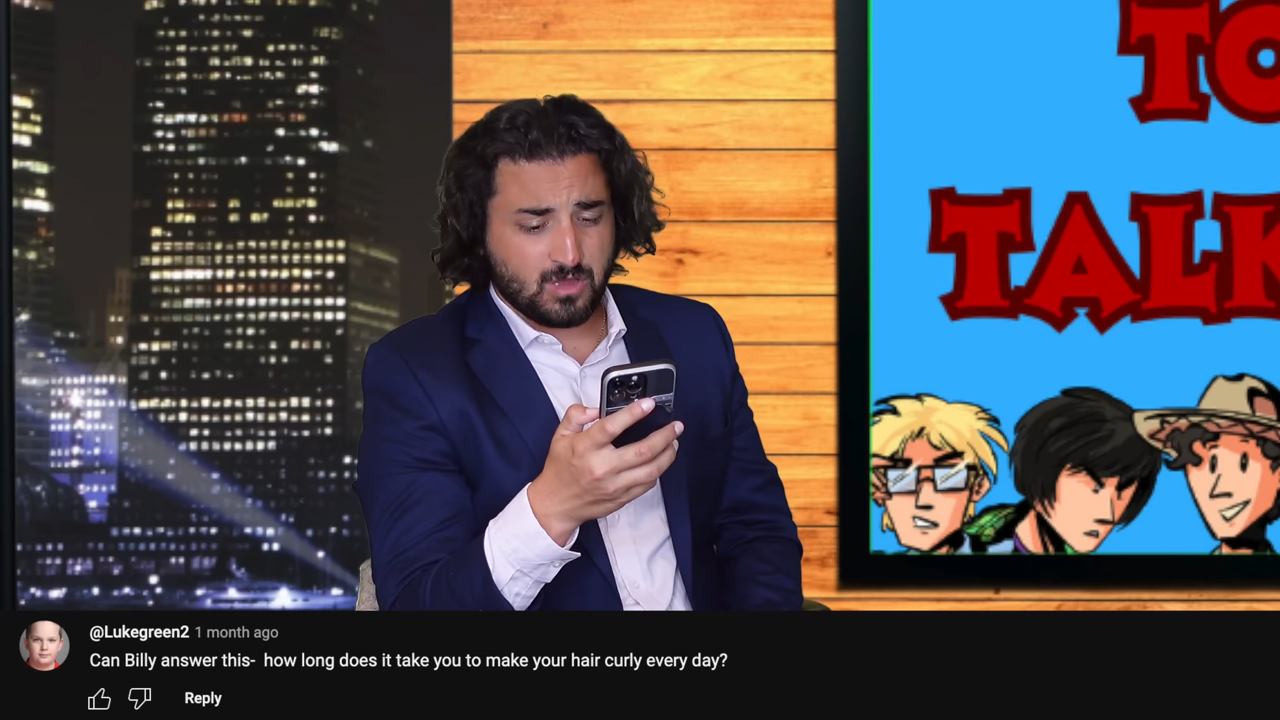 TO
TALK
@Lukegreen2 1 month ago
Can Billy answer this-  how long does it take you to make your hair curly every day?
Reply